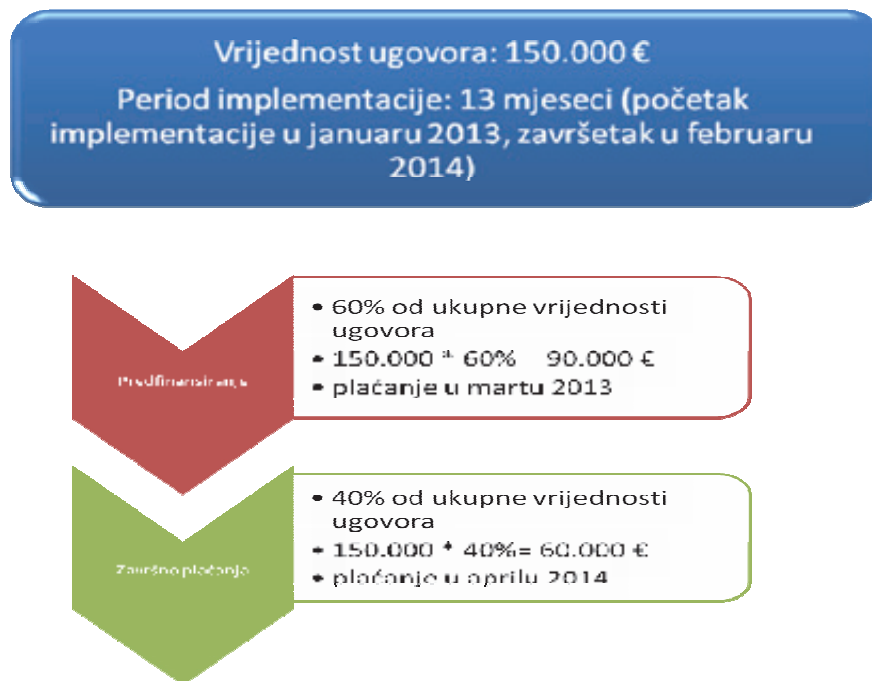 Vrijednost ugovora: 150.000 €
Period implementacije: 13 mjeseci (početak
implementacije u januaru 2013, završetak u februaru
2014)
Predfinansiranje
• 60% od ukupne vrijednosti
ugovora
• 150.000 * 60% 90.000 €
• plaćanje u martu 2013
Završno plaćanje
• 40% od ukupne vrijednosti
ugovora
• 150.000 * 40%= 60.000 €
• plaćanje u aprilu 2014